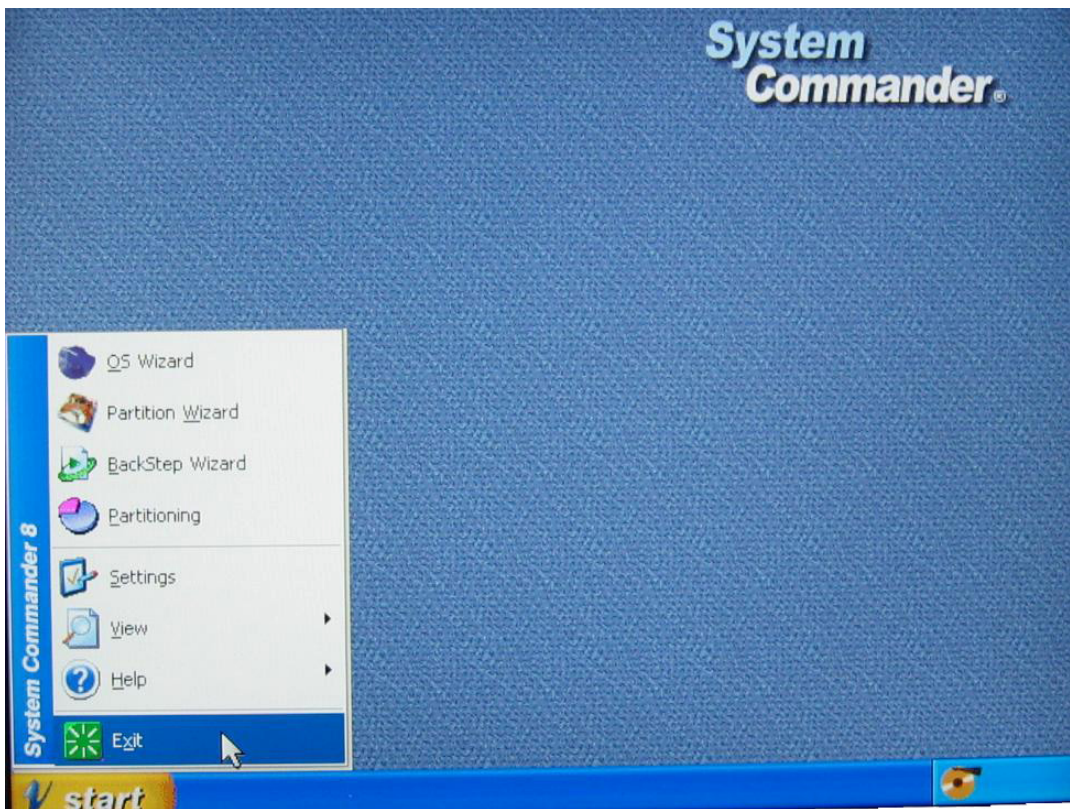 System
Commander®
OS Wizard
Partition Wizard
BackStep Wizard
Partitioning
Settings
View
Help
Exit
System Commander 8
start